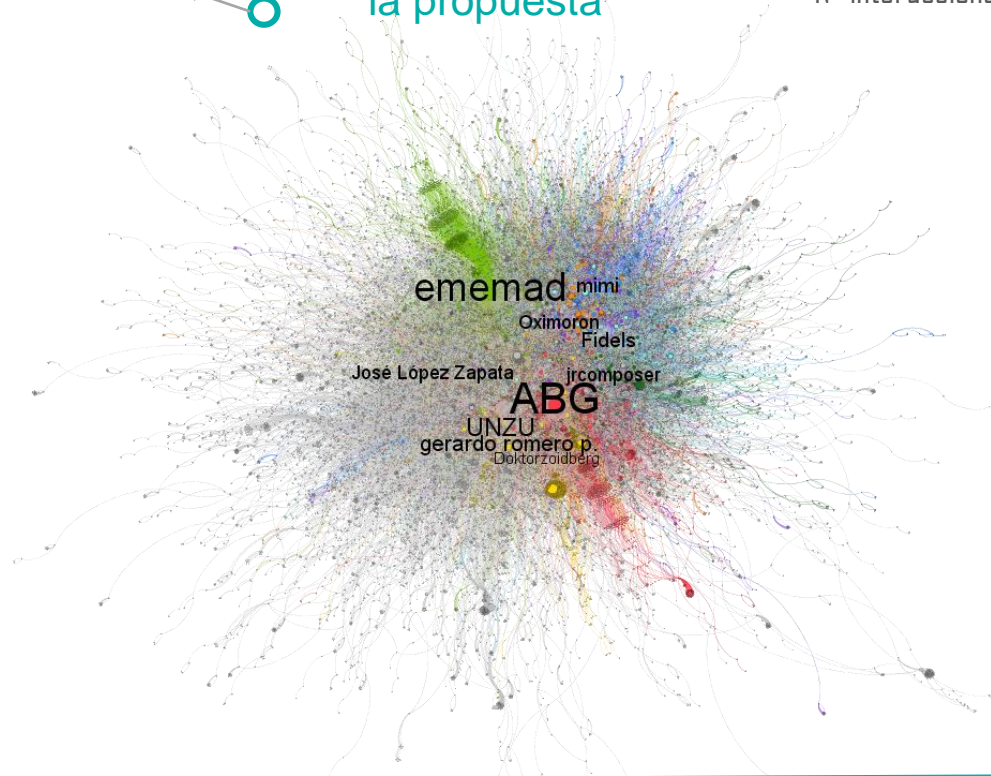 la propuesta
ememad
mimi
Oximoron
Fidels
José López Zapata
jrcomposer
ABG
UNZU
gerardo romero p.
Doktorzoidberg